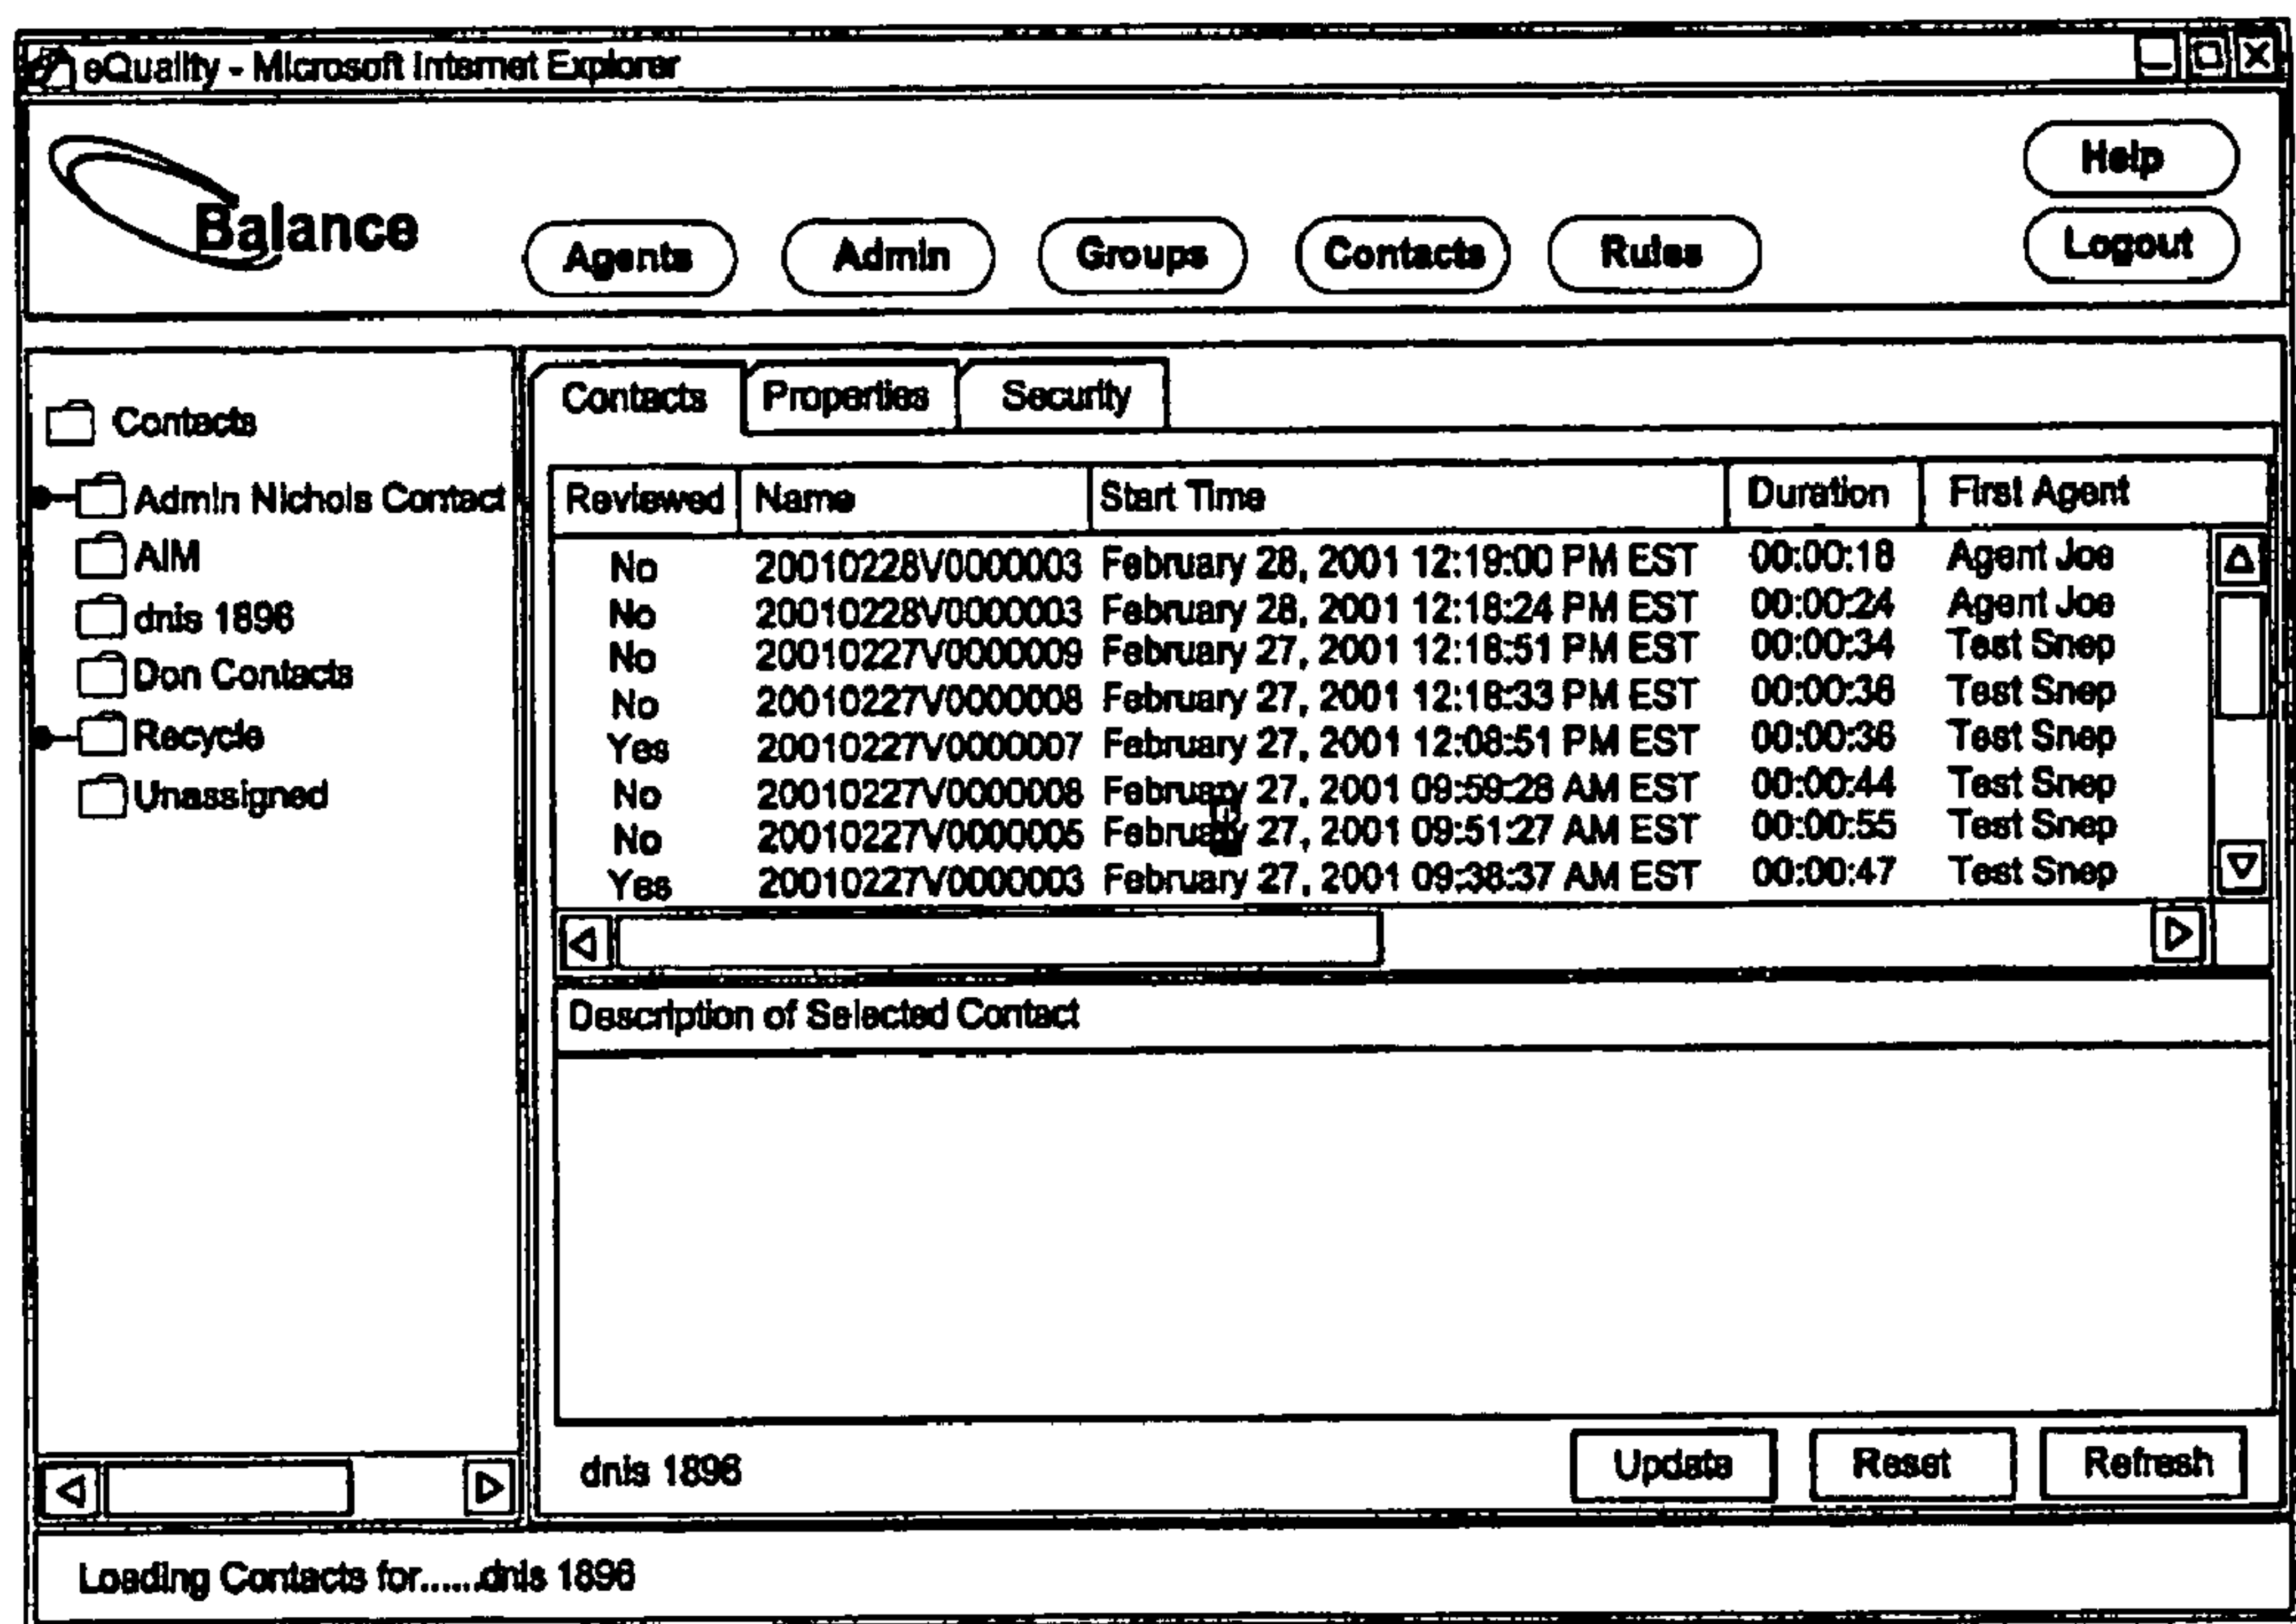 eQuality - Microsoft Internet Explorer
Balance
Agents Admin Groups Contacts Rules
Help
Logout
Contacts
Admin Nichols Contact
AIM
dnis 1896
Don Contacts
Recycle
Unassigned
Contacts Properties Security
Reviewed Name Start Time Duration First Agent
No 20010228V0000003 February 28, 2001 12:19:00 PM EST 00:00:18 Agent Joe
No 20010228V0000003 February 28, 2001 12:18:24 PM EST 00:00:24 Agent Joe
No 20010227V0000009 February 27, 2001 12:18:51 PM EST 00:00:34 Test Snep
No 20010227V0000008 February 27, 2001 12:18:33 PM EST 00:00:36 Test Snep
Yes 20010227V0000007 February 27, 2001 12:08:51 PM EST 00:00:36 Test Snep
No 20010227V0000008 February 27, 2001 09:59:28 AM EST 00:00:44 Test Snep
No 20010227V0000005 February 27, 2001 09:51:27 AM EST 00:00:55 Test Snep
Yes 20010227V0000003 February 27, 2001 09:38:37 AM EST 00:00:47 Test Snep
Description of Selected Contact
dnis 1896
Update Reset Refresh
Loading Contacts for......dnis 1896